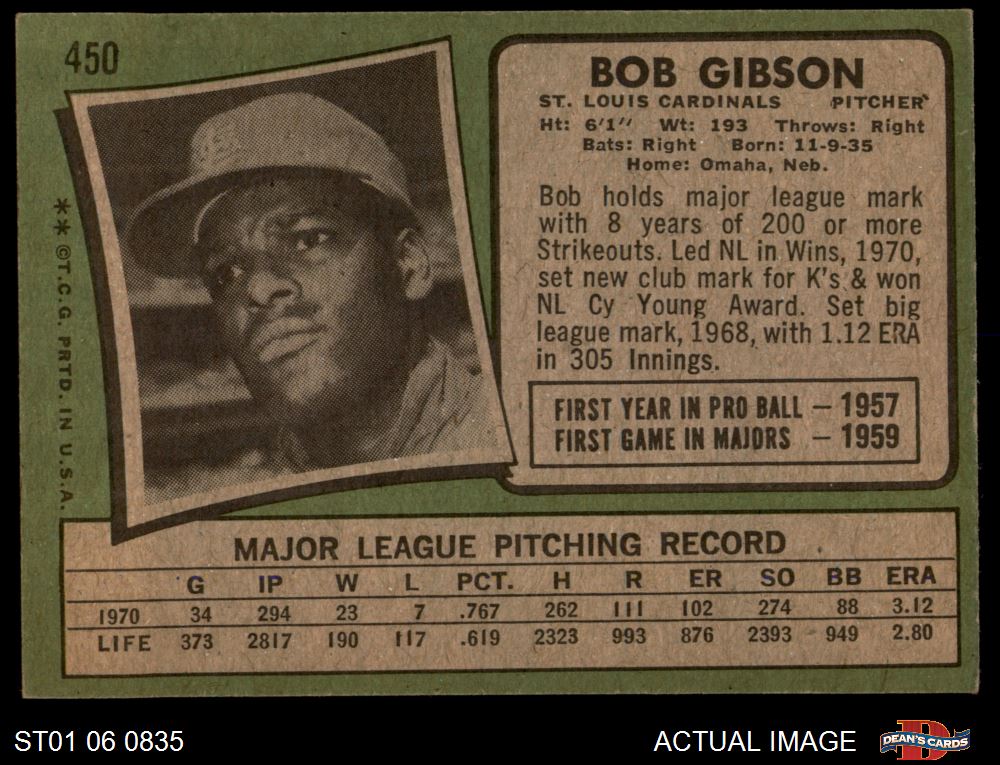 450
BOB GIBSON
ST. LOUIS CARDINALS PITCHER
Ht: 6'1" Wt: 193 Throws: Right
Bats: Right Born: 11-9-35
Home: Omaha, Neb.
Bob holds major league mark
with 8 years of 200 or more
Strikeouts. Led NL in Wins, 1970,
set new club mark for K's & won
NL Cy Young Award. Set big
league mark, 1968, with 1.12 ERA
in 305 Innings.
FIRST YEAR IN PRO BALL — 1957
FIRST GAME IN MAJORS — 1959
** ©T.C.G. PRTD. IN U.S.A.
MAJOR LEAGUE PITCHING RECORD
G IP W L PCT. H R ER SO BB ERA
1970 34 294 23 7 .767 262 111 102 274 88 3.12
LIFE 373 2817 190 117 .619 2323 993 876 2393 949 2.80
ST01 06 0835
ACTUAL IMAGE
DEAN'S CARDS